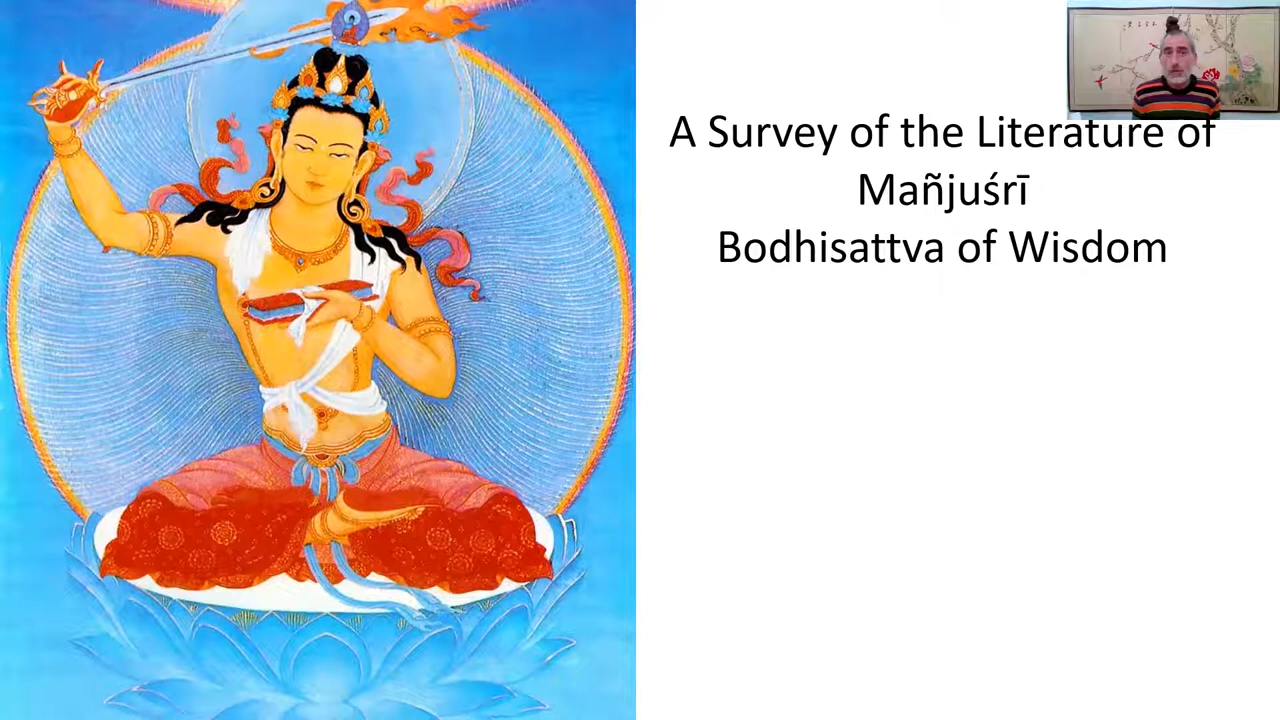 A Survey of the Literature of
Mañjuśrī
Bodhisattva of Wisdom